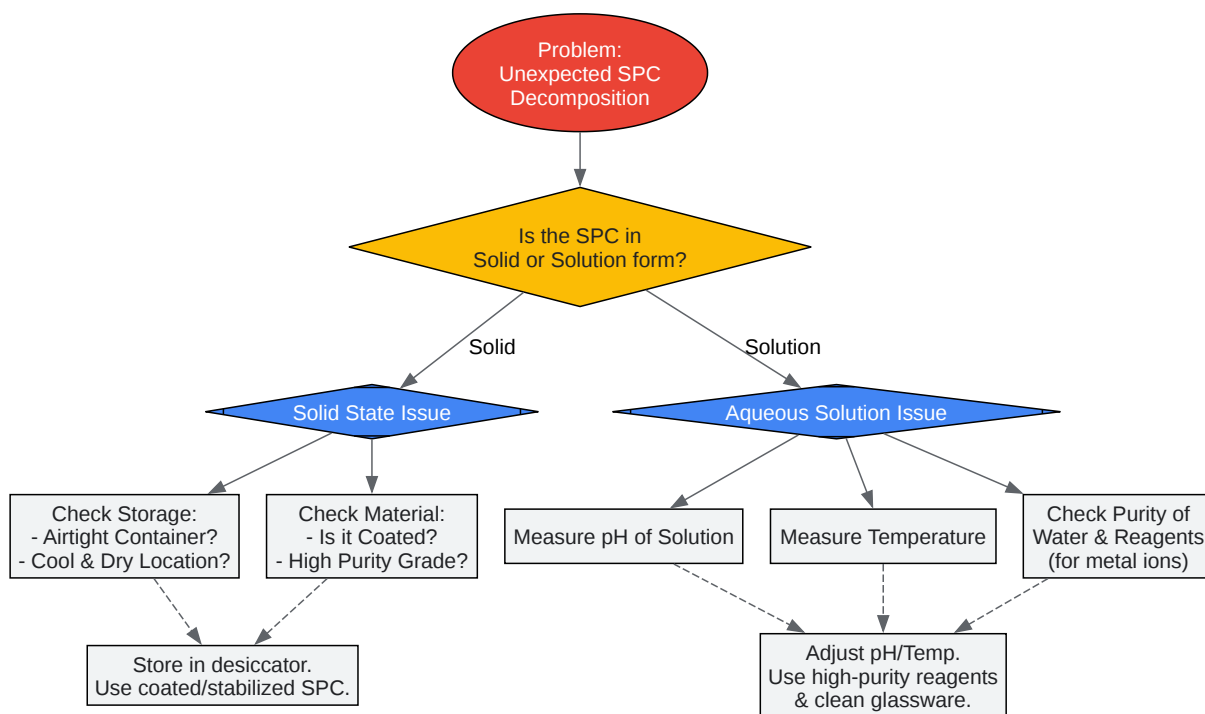 Problem:
Unexpected SPC
Decomposition
Is the SPC in
Solid or Solution form?
Solid
Solution
Solid State Issue
Aqueous Solution Issue
Check Storage:
- Airtight Container?
- Cool & Dry Location?
Check Material:
- Is it Coated?
- High Purity Grade?
Measure pH of Solution
Measure Temperature
Check Purity of
Water & Reagents
(for metal ions)
Store in desiccator.
Use coated/stabilized SPC.
Adjust pH/Temp.
Use high-purity reagents
& clean glassware.